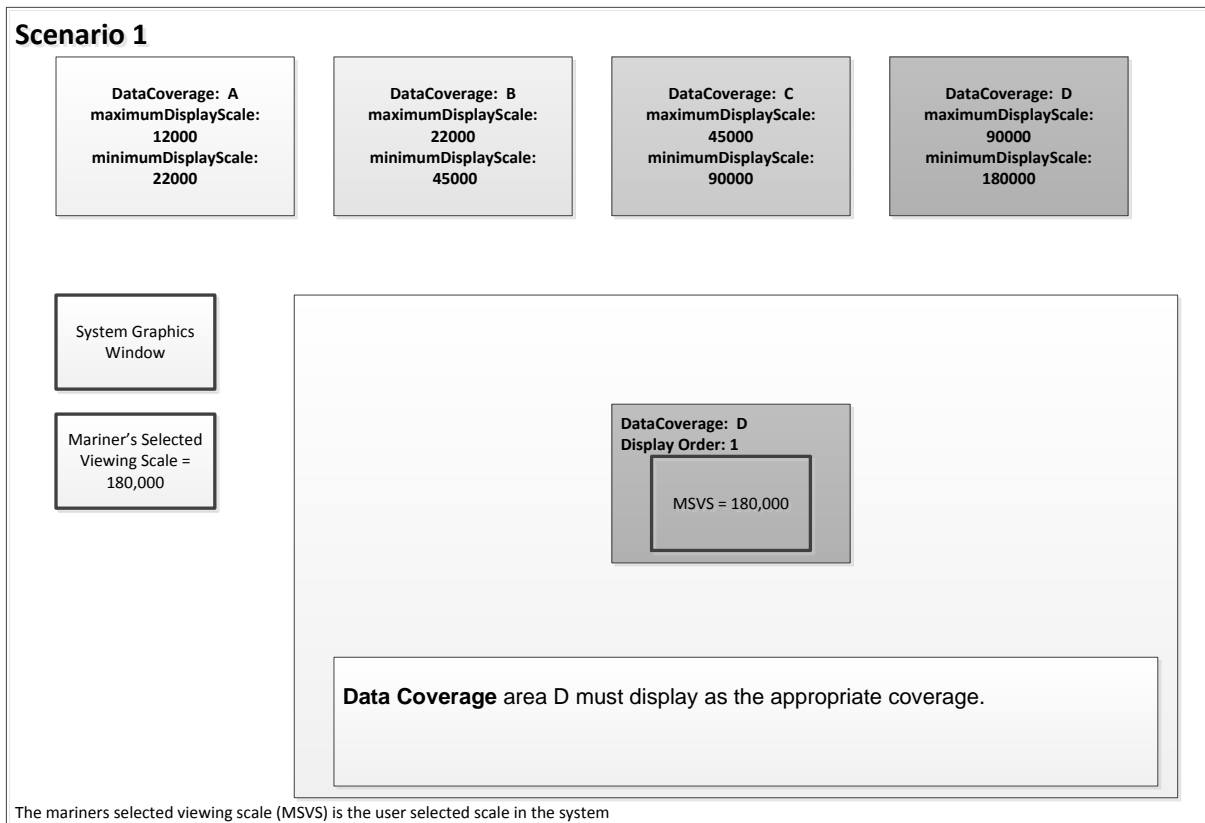 Scenario 1
DataCoverage:  A
maximumDisplayScale:
12000
minimumDisplayScale:
22000
DataCoverage:  B
maximumDisplayScale:
22000
minimumDisplayScale:
45000
DataCoverage:  C
maximumDisplayScale:
45000
minimumDisplayScale:
90000
DataCoverage:  D
maximumDisplayScale:
90000
minimumDisplayScale:
180000
System Graphics
Window
Mariner’s Selected
Viewing Scale =
180,000
DataCoverage:  D
Display Order: 1
MSVS = 180,000
Data Coverage area D must display as the appropriate coverage.
The mariners selected viewing scale (MSVS) is the user selected scale in the system